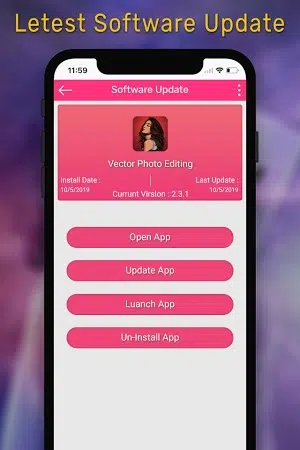 Letest Software Update
11:59
Software Update
Vector Photo Editing
Install Date :
10/5/2019
Last Update :
10/5/2019
Currunt Version : 2.3.1
Open App
Update App
Luanch App
Un-Install App